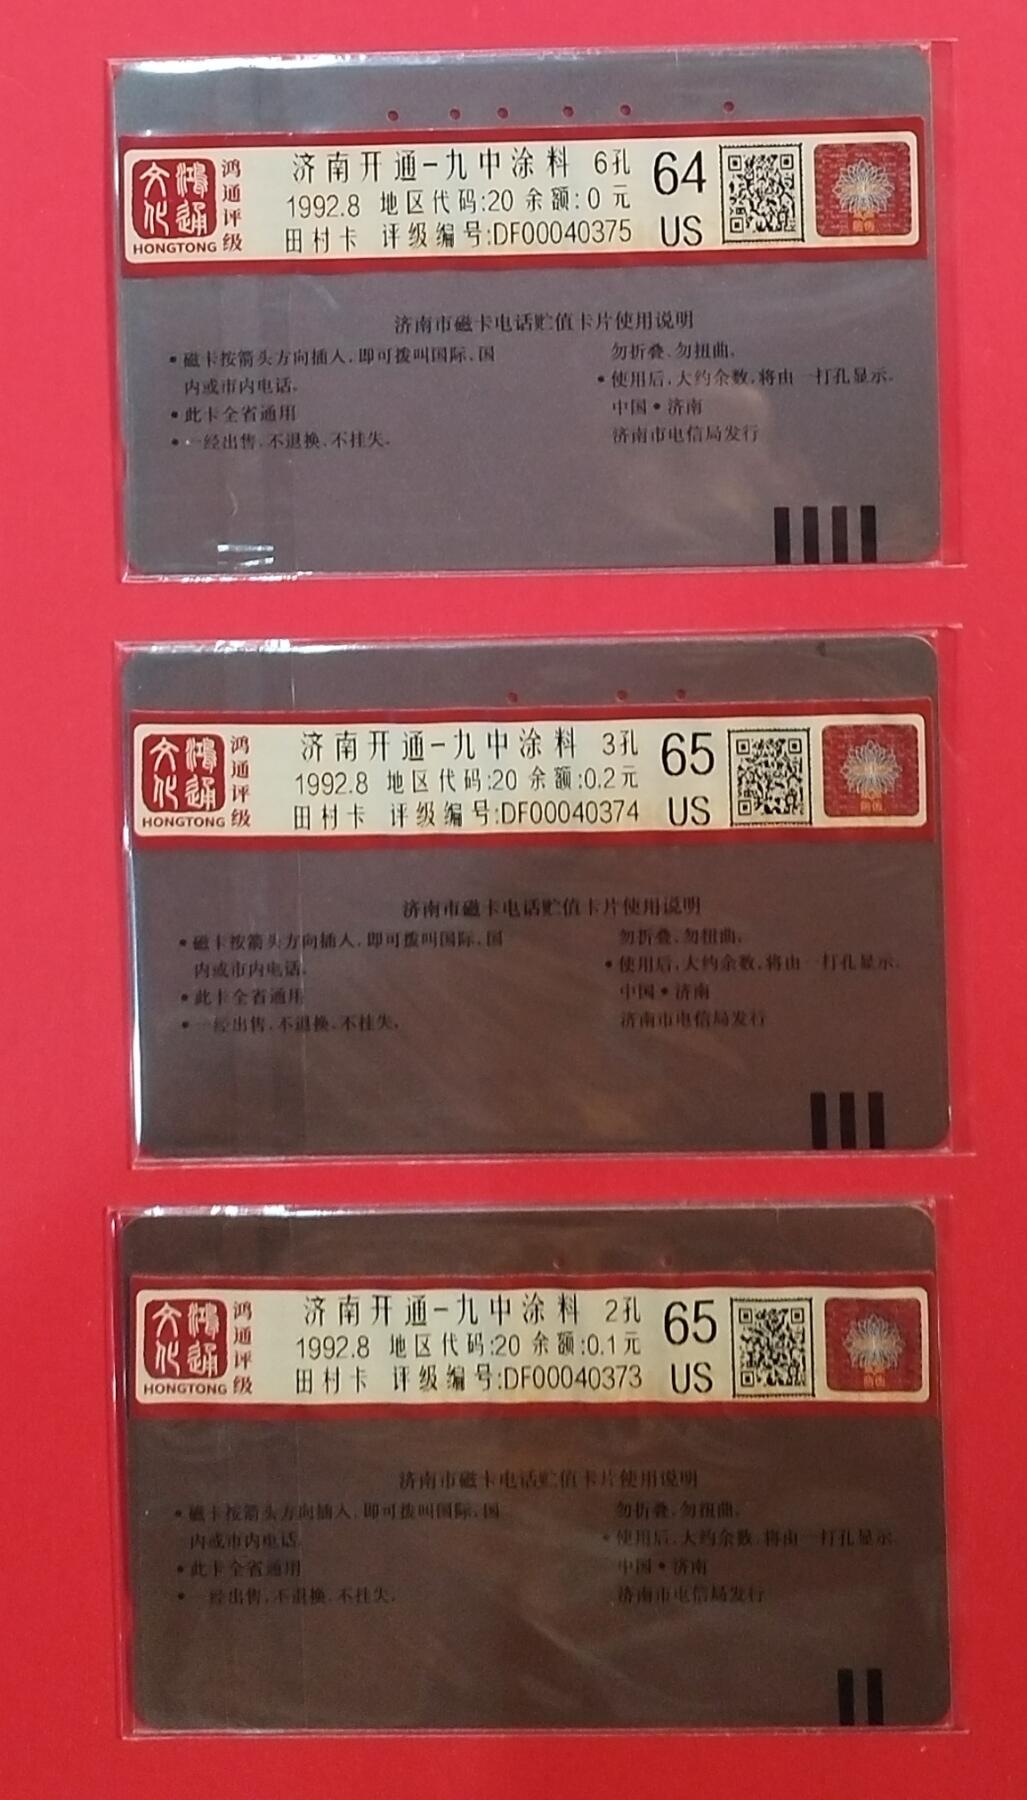 鸿通文化
HONGTONG
鸿通评级
济南开通-九中涂料 6孔
1992.8 地区代码:20 余额:0 元
田村卡 评级编号:DF00040375
64
US
防伪
济南市磁卡电话贮值卡片使用说明
• 磁卡按箭头方向插入,即可拨叫国际、国
内或市内电话。
• 此卡全省通用
• 一经出售,不退换,不挂失。
勿折叠、勿扭曲。
• 使用后,大约余数,将由一打孔显示。
中国 • 济南
济南市电信局发行
鸿通文化
HONGTONG
鸿通评级
济南开通-九中涂料 3孔
1992.8 地区代码:20 余额:0.2元
田村卡 评级编号:DF00040374
65
US
防伪
济南市磁卡电话贮值卡片使用说明
• 磁卡按箭头方向插入,即可拨叫国际、国
内或市内电话。
• 此卡全省通用
• 一经出售,不退换,不挂失。
勿折叠、勿扭曲。
• 使用后,大约余数,将由一打孔显示。
中国 • 济南
济南市电信局发行
鸿通文化
HONGTONG
鸿通评级
济南开通-九中涂料 2孔
1992.8 地区代码:20 余额:0.1元
田村卡 评级编号:DF00040373
65
US
防伪
济南市磁卡电话贮值卡片使用说明
• 磁卡按箭头方向插入,即可拨叫国际、国
内或市内电话。
• 此卡全省通用
• 一经出售,不退换,不挂失。
勿折叠、勿扭曲。
• 使用后,大约余数,将由一打孔显示。
中国 • 济南
济南市电信局发行